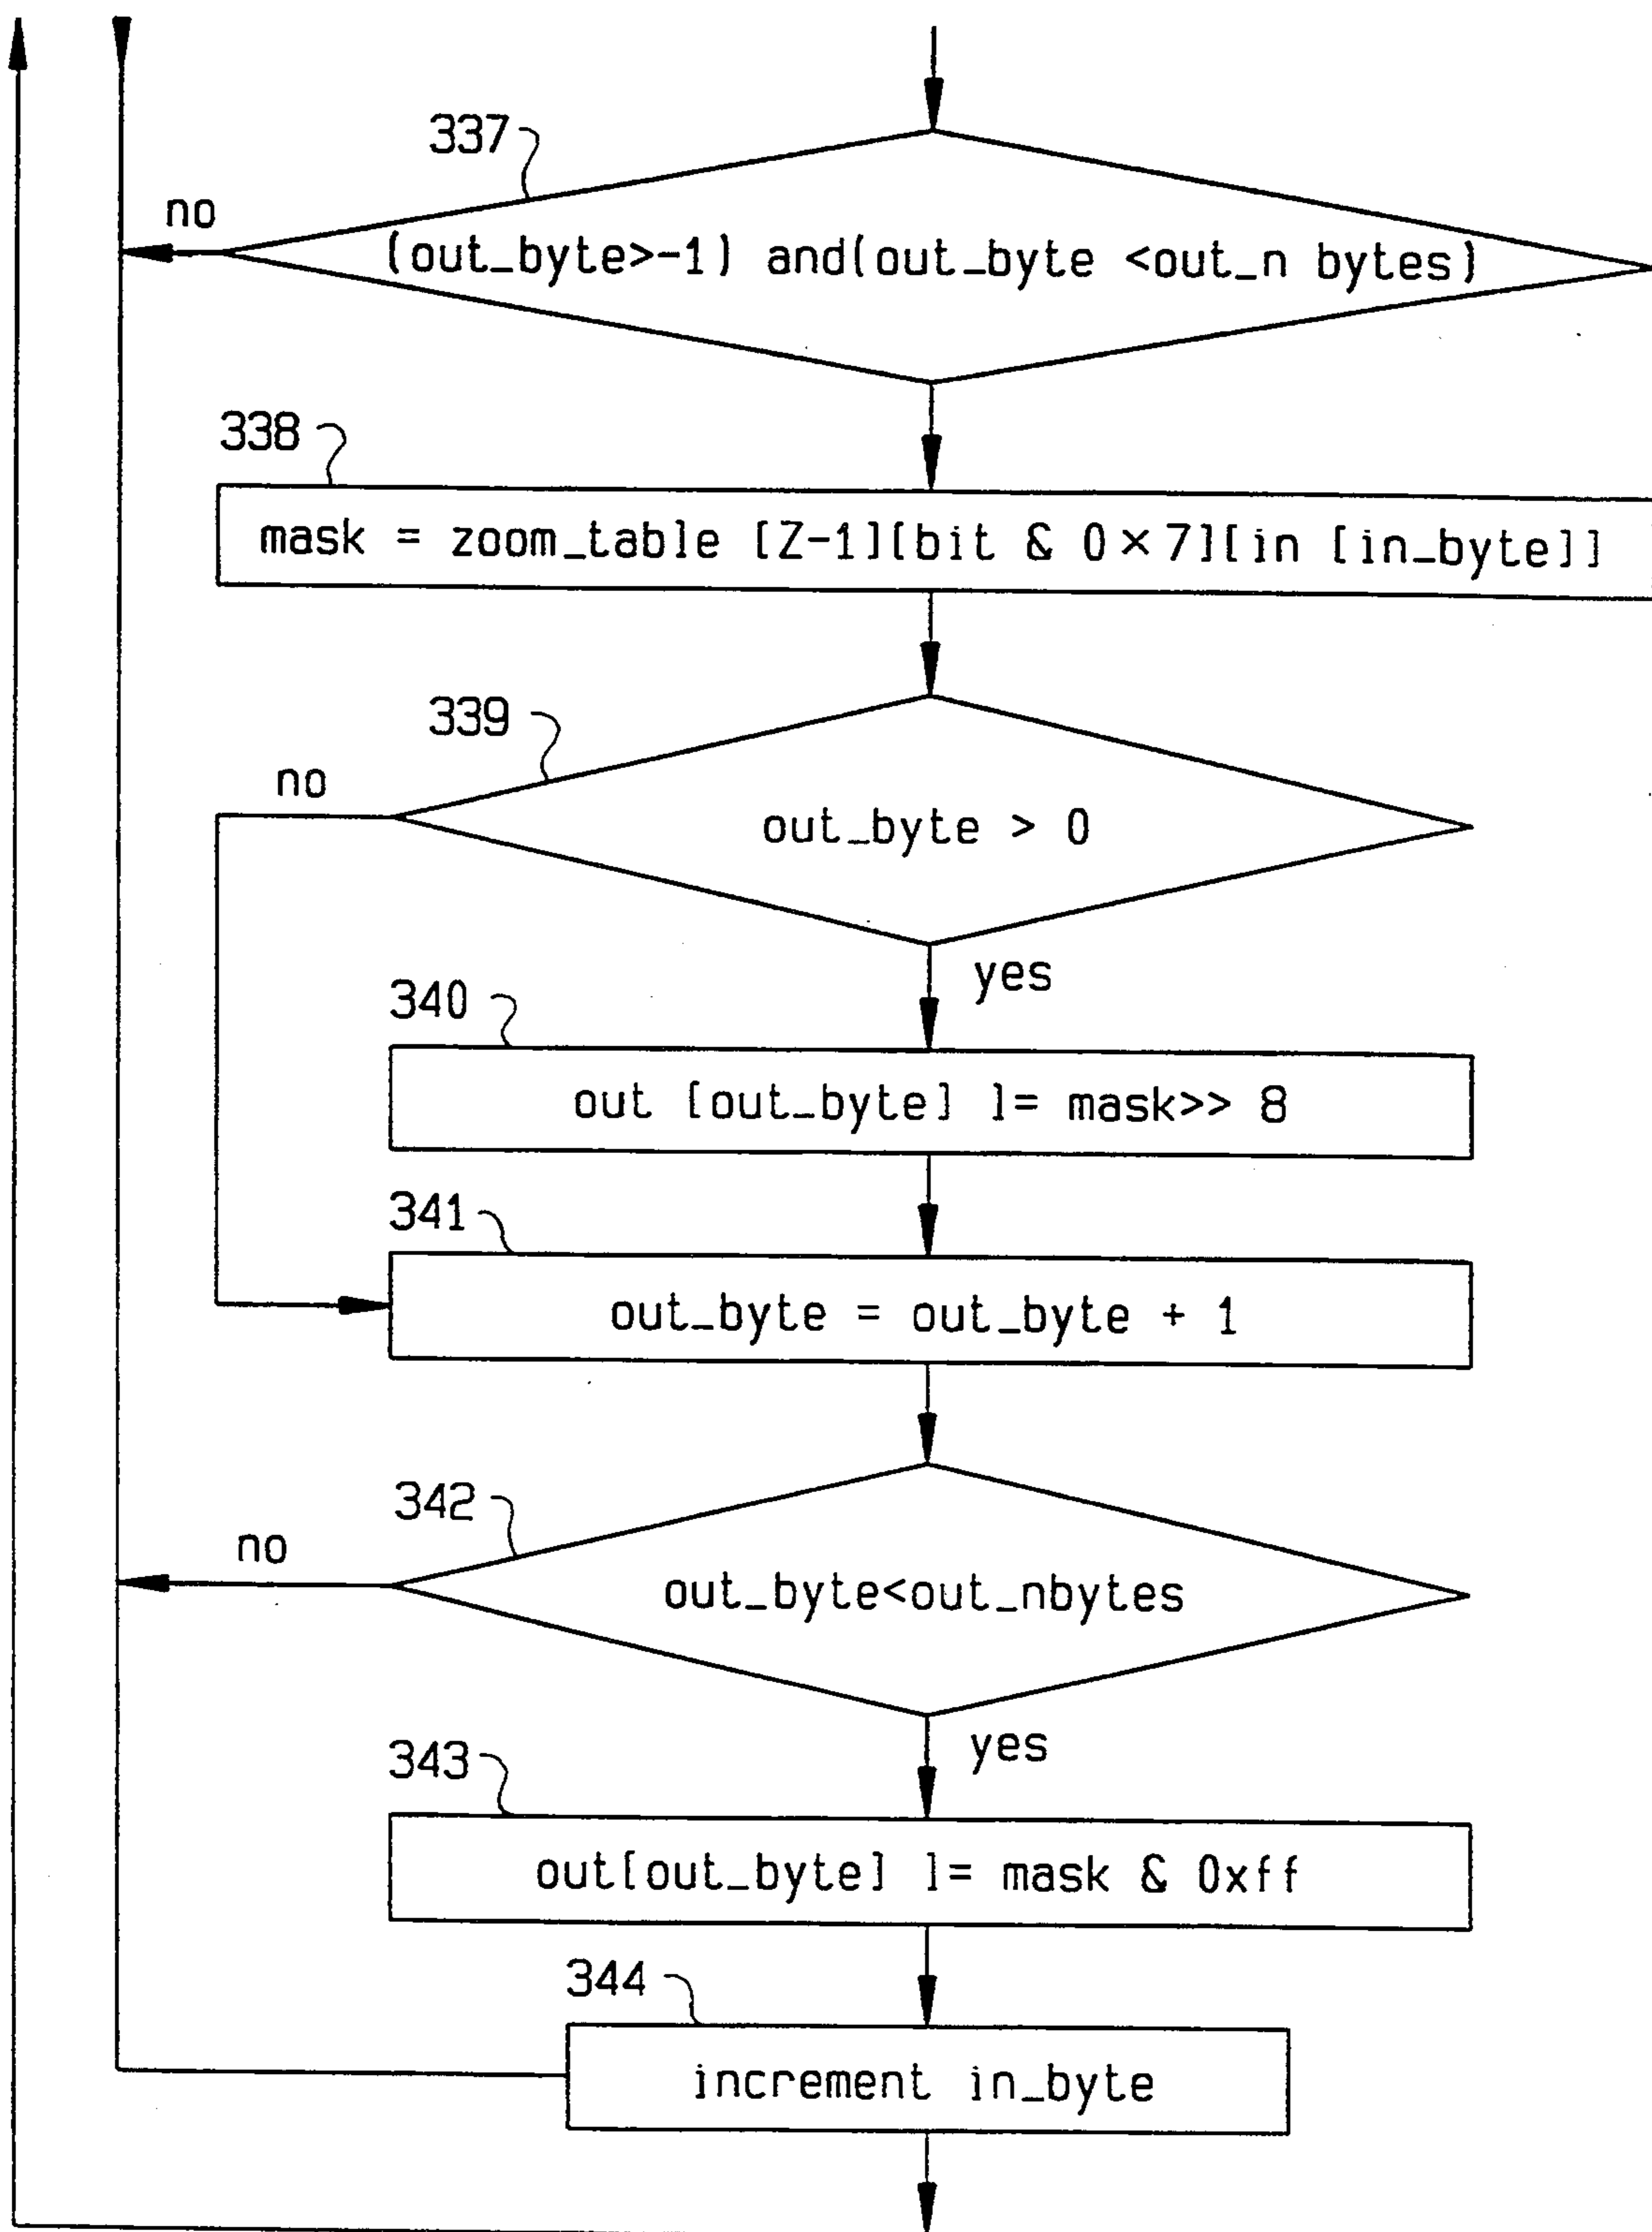 337
no
(out_byte>-1) and(out_byte <out_n bytes)
338
mask = zoom_table [Z-1][bit & 0×7][in [in_byte]]
339
no
out_byte > 0
yes
340
out [out_byte] ]= mask>> 8
341
out_byte = out_byte + 1
342
no
out_byte<out_nbytes
yes
343
out[out_byte] ]= mask & 0xff
344
increment in_byte